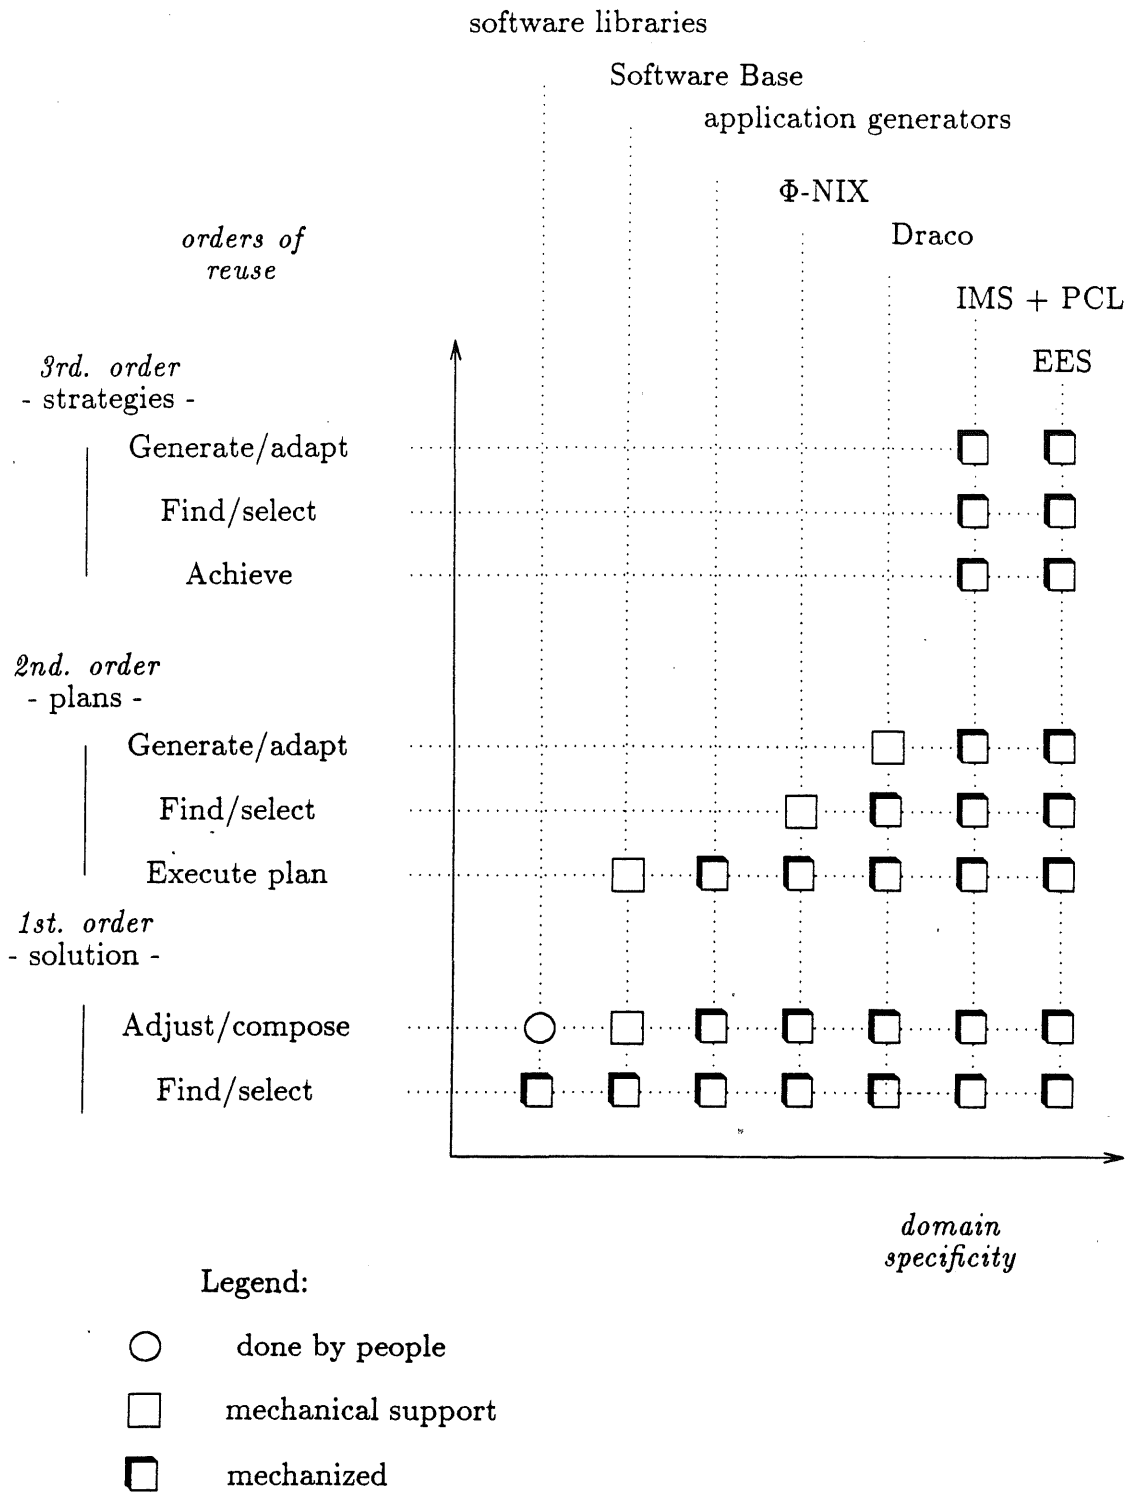 software libraries
Software Base
application generators
Φ-NIX
Draco
IMS + PCL
EES
orders of
reuse
3rd. order
- strategies -
Generate/adapt
Find/select
Achieve
2nd. order
- plans -
Generate/adapt
Find/select
Execute plan
1st. order
- solution -
Adjust/compose
Find/select
domain
specificity
Legend:
done by people
mechanical support
mechanized